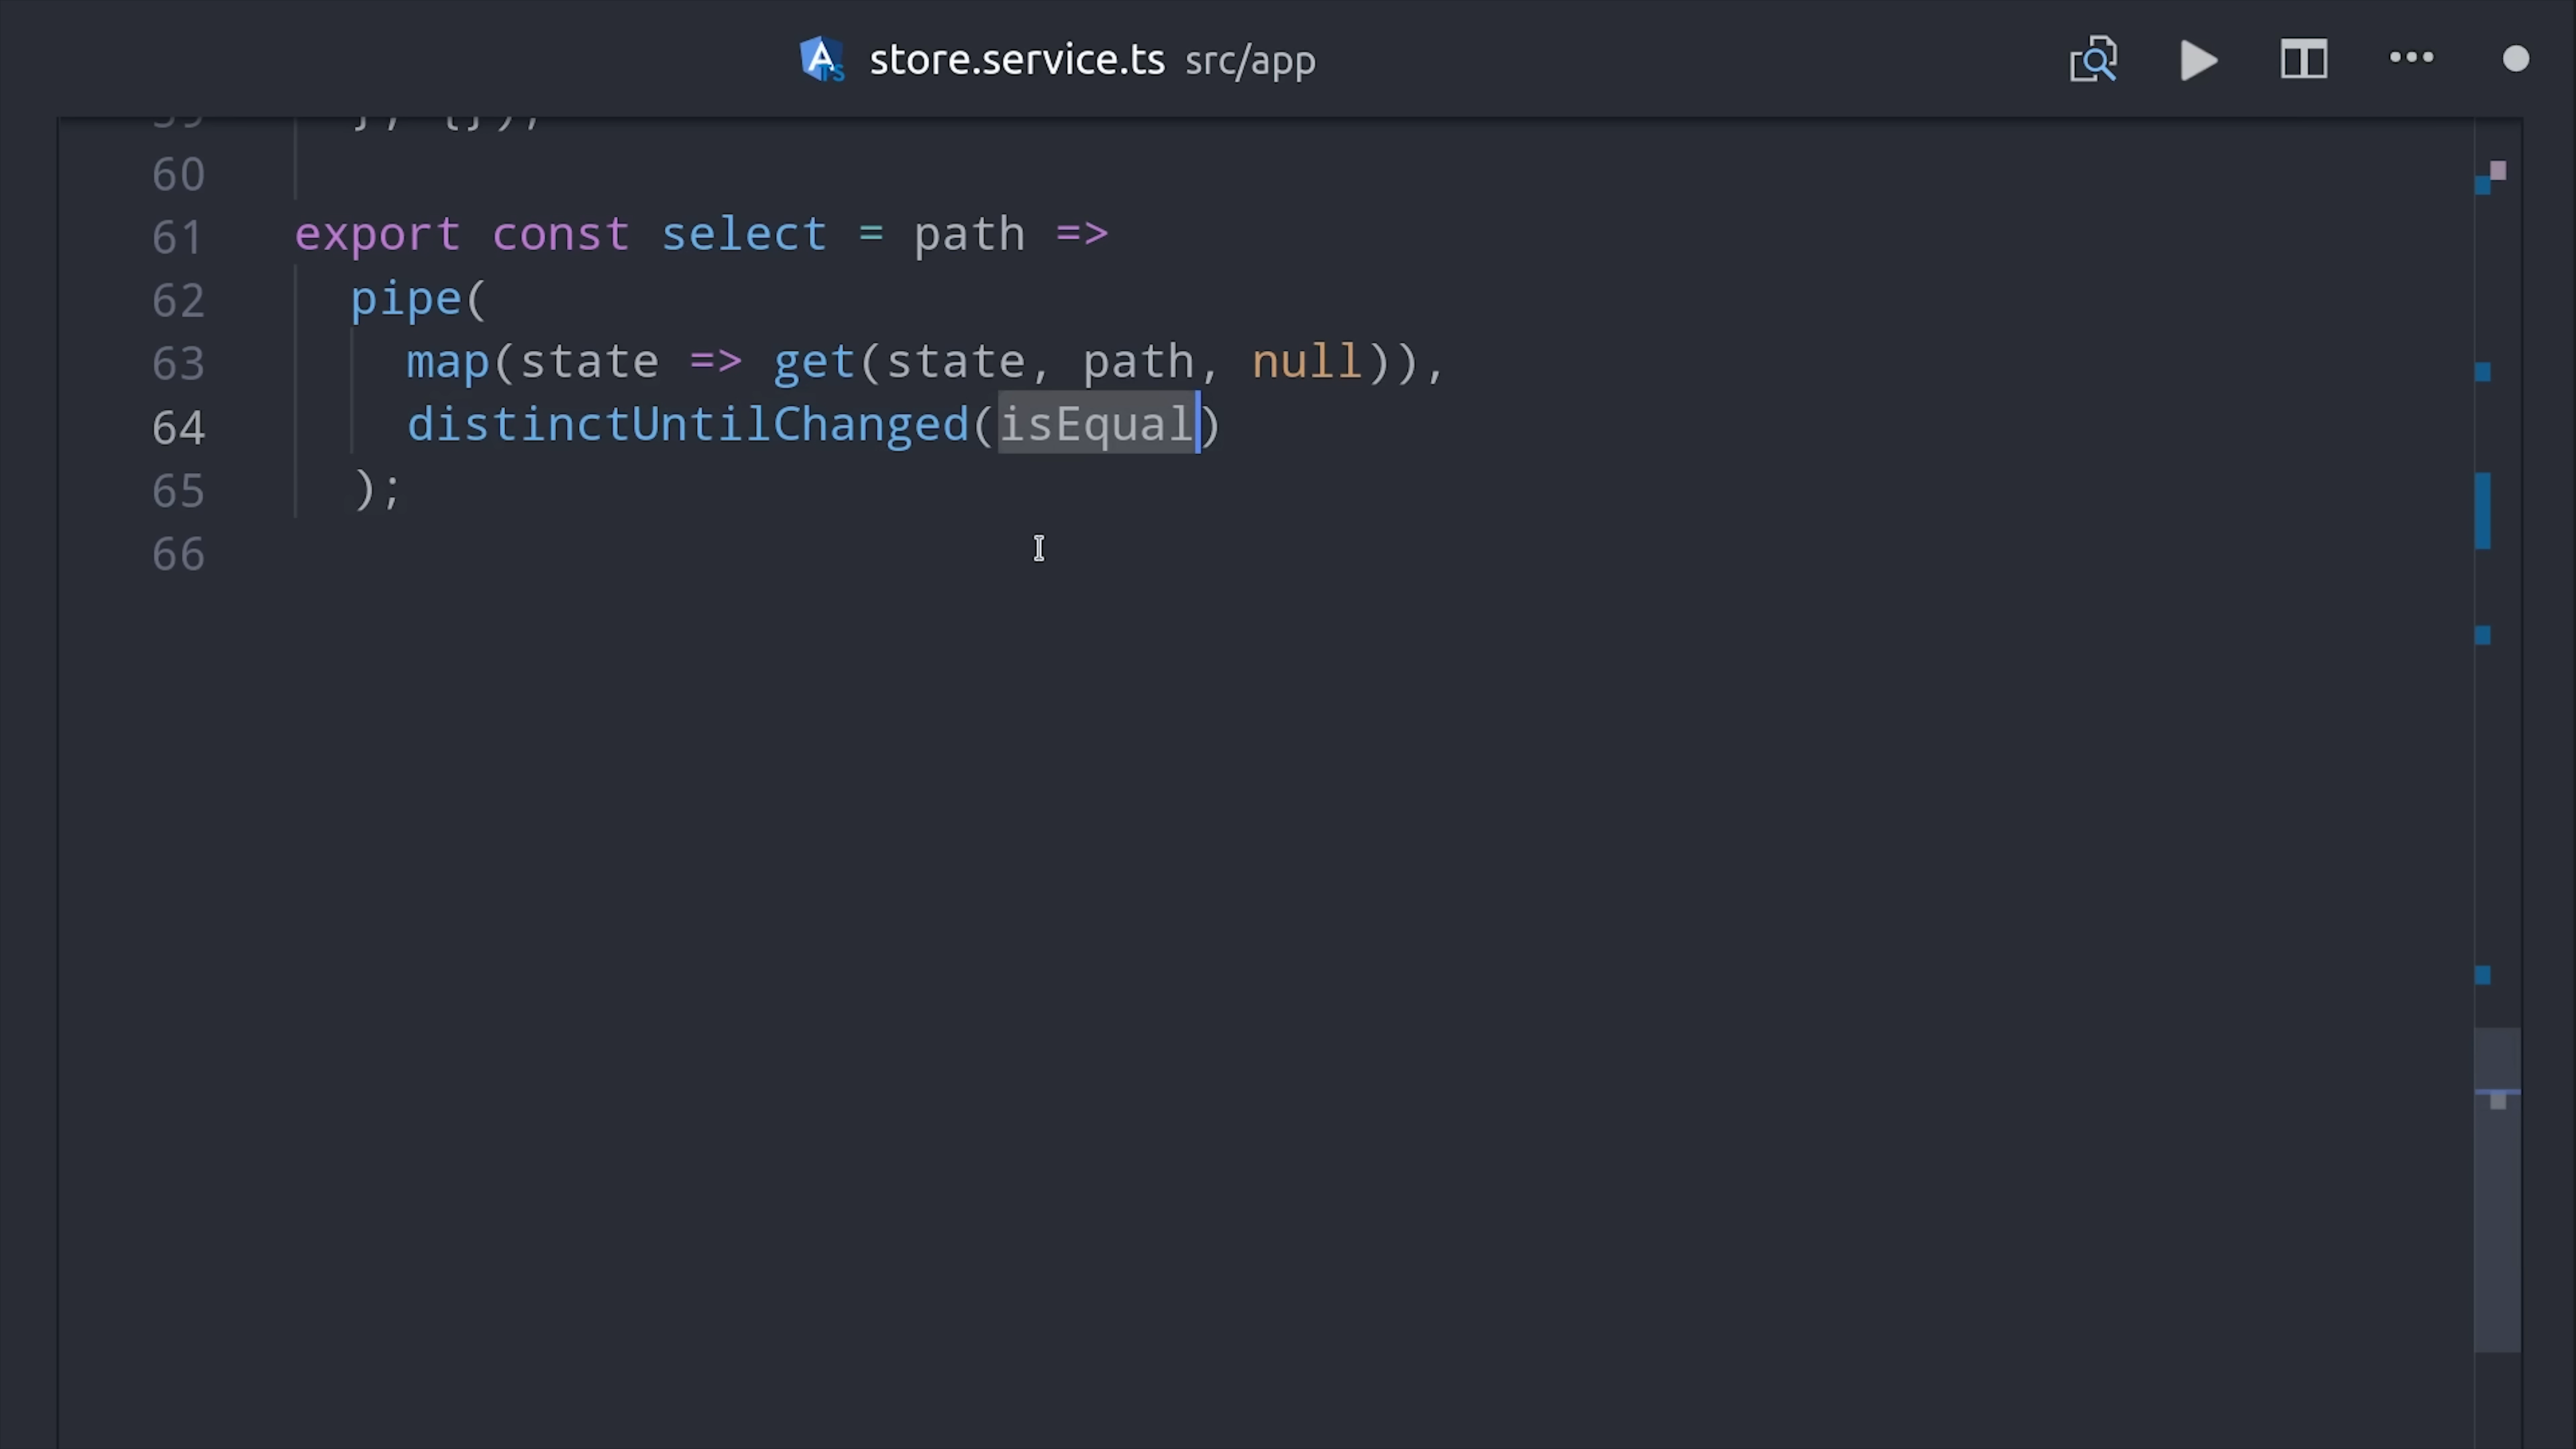 store.service.ts src/app
59 }, {});
60
61 export const select = path =>
62 pipe(
63 map(state => get(state, path, null)),
64 distinctUntilChanged(isEqual)
65 );
66